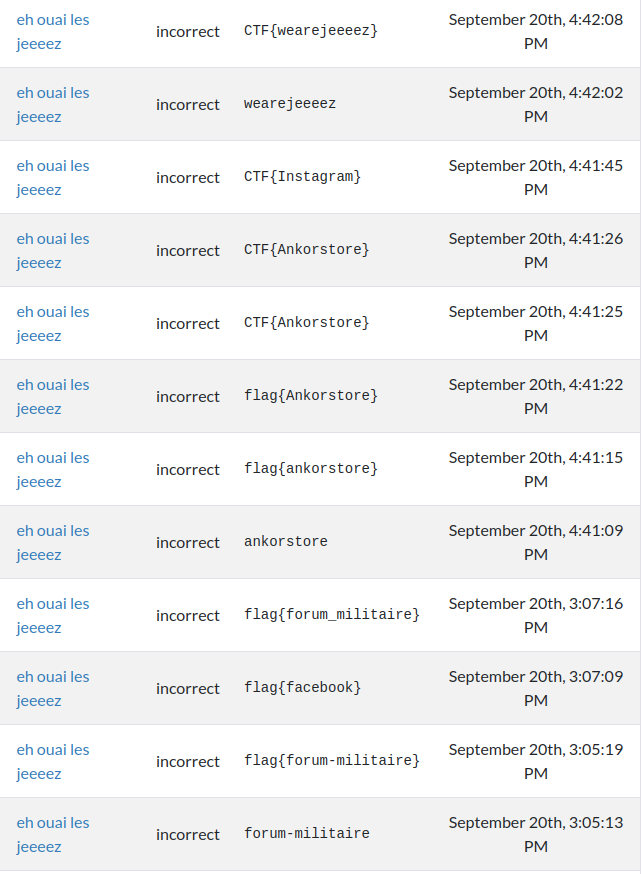 eh ouai les jeeeez incorrect CTF{wearejeeeez} September 20th, 4:42:08 PM
eh ouai les jeeeez incorrect wearejeeeez September 20th, 4:42:02 PM
eh ouai les jeeeez incorrect CTF{Instagram} September 20th, 4:41:45 PM
eh ouai les jeeeez incorrect CTF{Ankorstore} September 20th, 4:41:26 PM
eh ouai les jeeeez incorrect CTF{Ankorstore} September 20th, 4:41:25 PM
eh ouai les jeeeez incorrect flag{Ankorstore} September 20th, 4:41:22 PM
eh ouai les jeeeez incorrect flag{ankorstore} September 20th, 4:41:15 PM
eh ouai les jeeeez incorrect ankorstore September 20th, 4:41:09 PM
eh ouai les jeeeez incorrect flag{forum_militaire} September 20th, 3:07:16 PM
eh ouai les jeeeez incorrect flag{facebook} September 20th, 3:07:09 PM
eh ouai les jeeeez incorrect flag{forum-militaire} September 20th, 3:05:19 PM
eh ouai les jeeeez incorrect forum-militaire September 20th, 3:05:13 PM